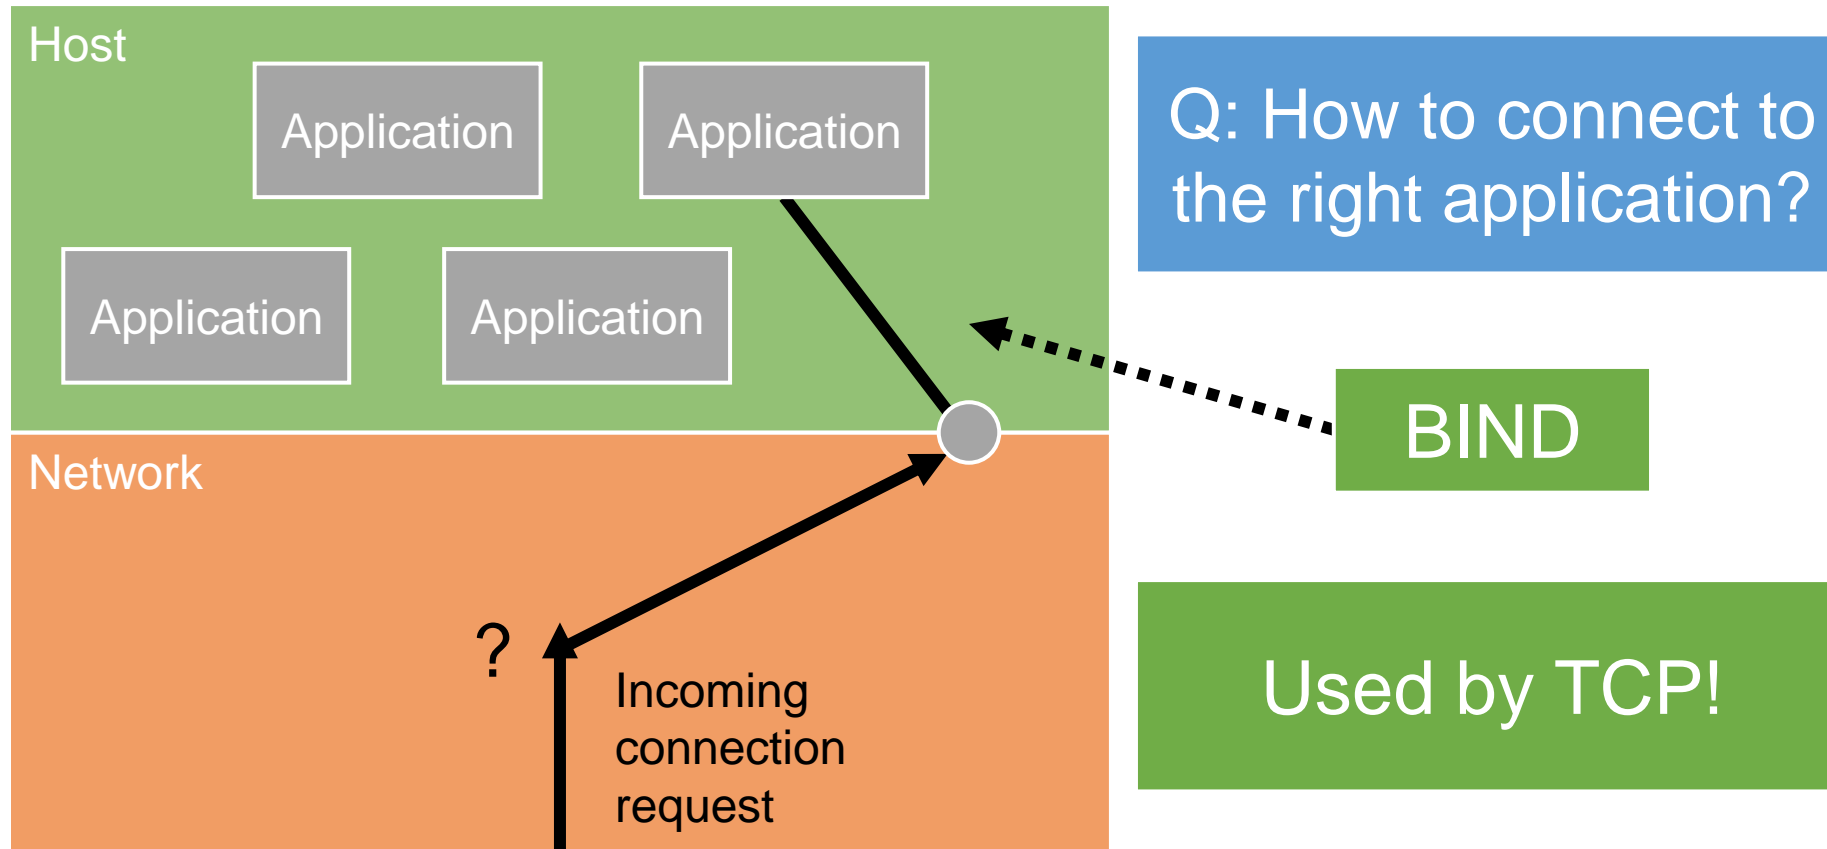 Host
Application
Application
Application
Application
Network
?
Incoming
connection
request
Q: How to connect to
the right application?
BIND
Used by TCP!